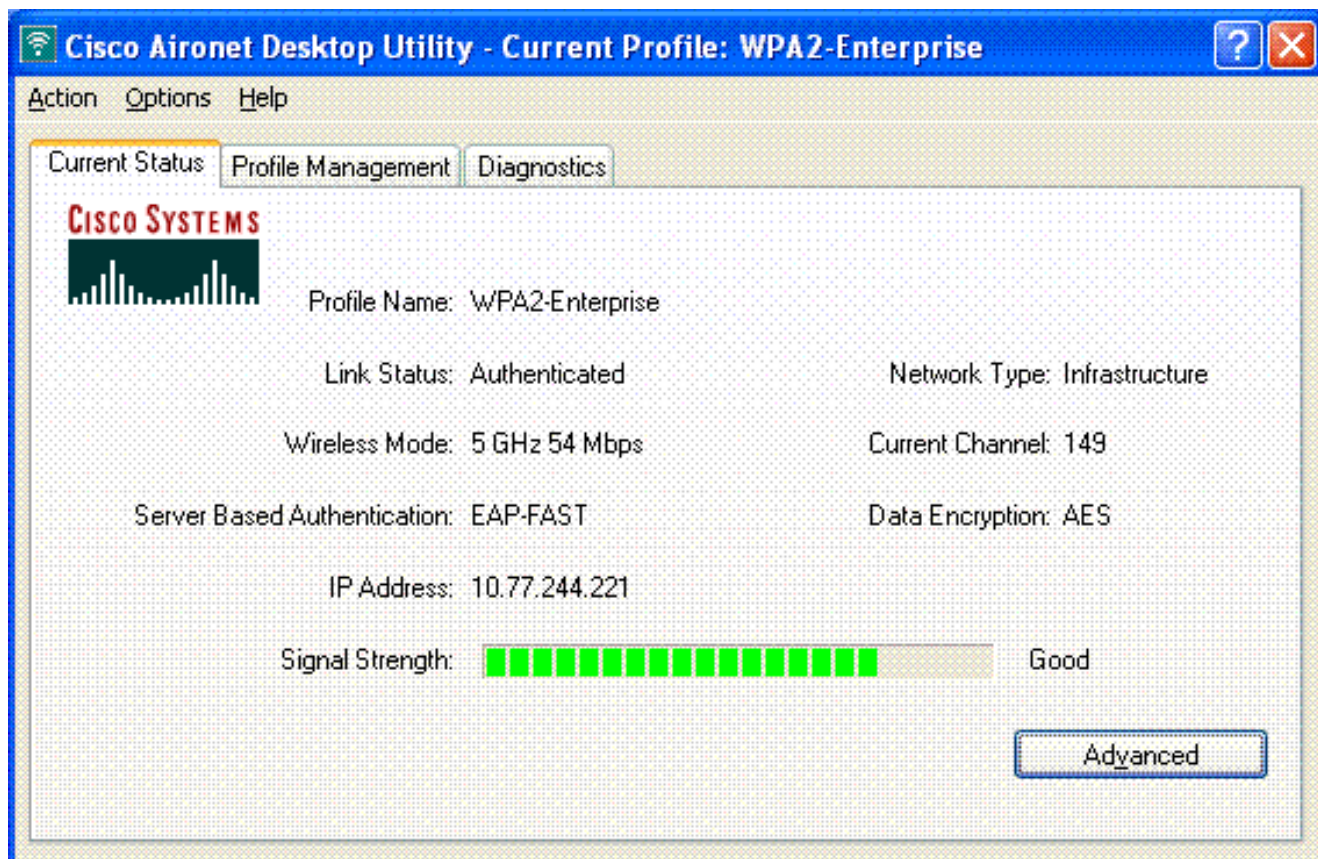 Cisco Aironet Desktop Utility - Current Profile: WPA2-Enterprise
Action Options Help
Current Status Profile Management Diagnostics
CISCO SYSTEMS
Profile Name: WPA2-Enterprise
Link Status: Authenticated Network Type: Infrastructure
Wireless Mode: 5 GHz 54 Mbps Current Channel: 149
Server Based Authentication: EAP-FAST Data Encryption: AES
IP Address: 10.77.244.221
Signal Strength: Good
Advanced